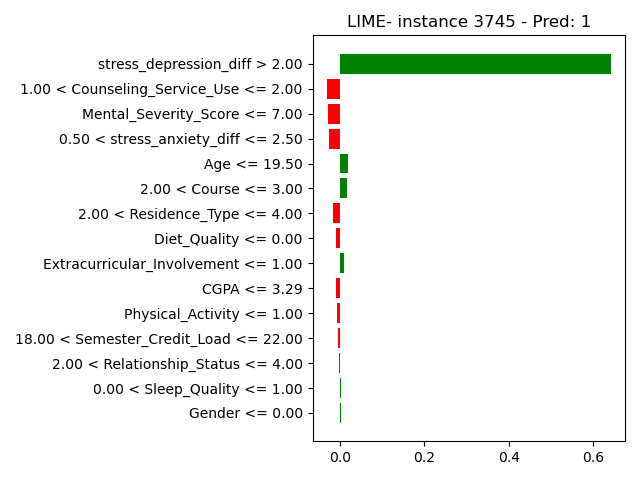 LIME- instance 3745 - Pred: 1
stress_depression_diff > 2.00
1.00 < Counseling_Service_Use <= 2.00
Mental_Severity_Score <= 7.00
0.50 < stress_anxiety_diff <= 2.50
Age <= 19.50
2.00 < Course <= 3.00
2.00 < Residence_Type <= 4.00
Diet_Quality <= 0.00
Extracurricular_Involvement <= 1.00
CGPA <= 3.29
Physical_Activity <= 1.00
18.00 < Semester_Credit_Load <= 22.00
2.00 < Relationship_Status <= 4.00
0.00 < Sleep_Quality <= 1.00
Gender <= 0.00
0.0 0.2 0.4 0.6